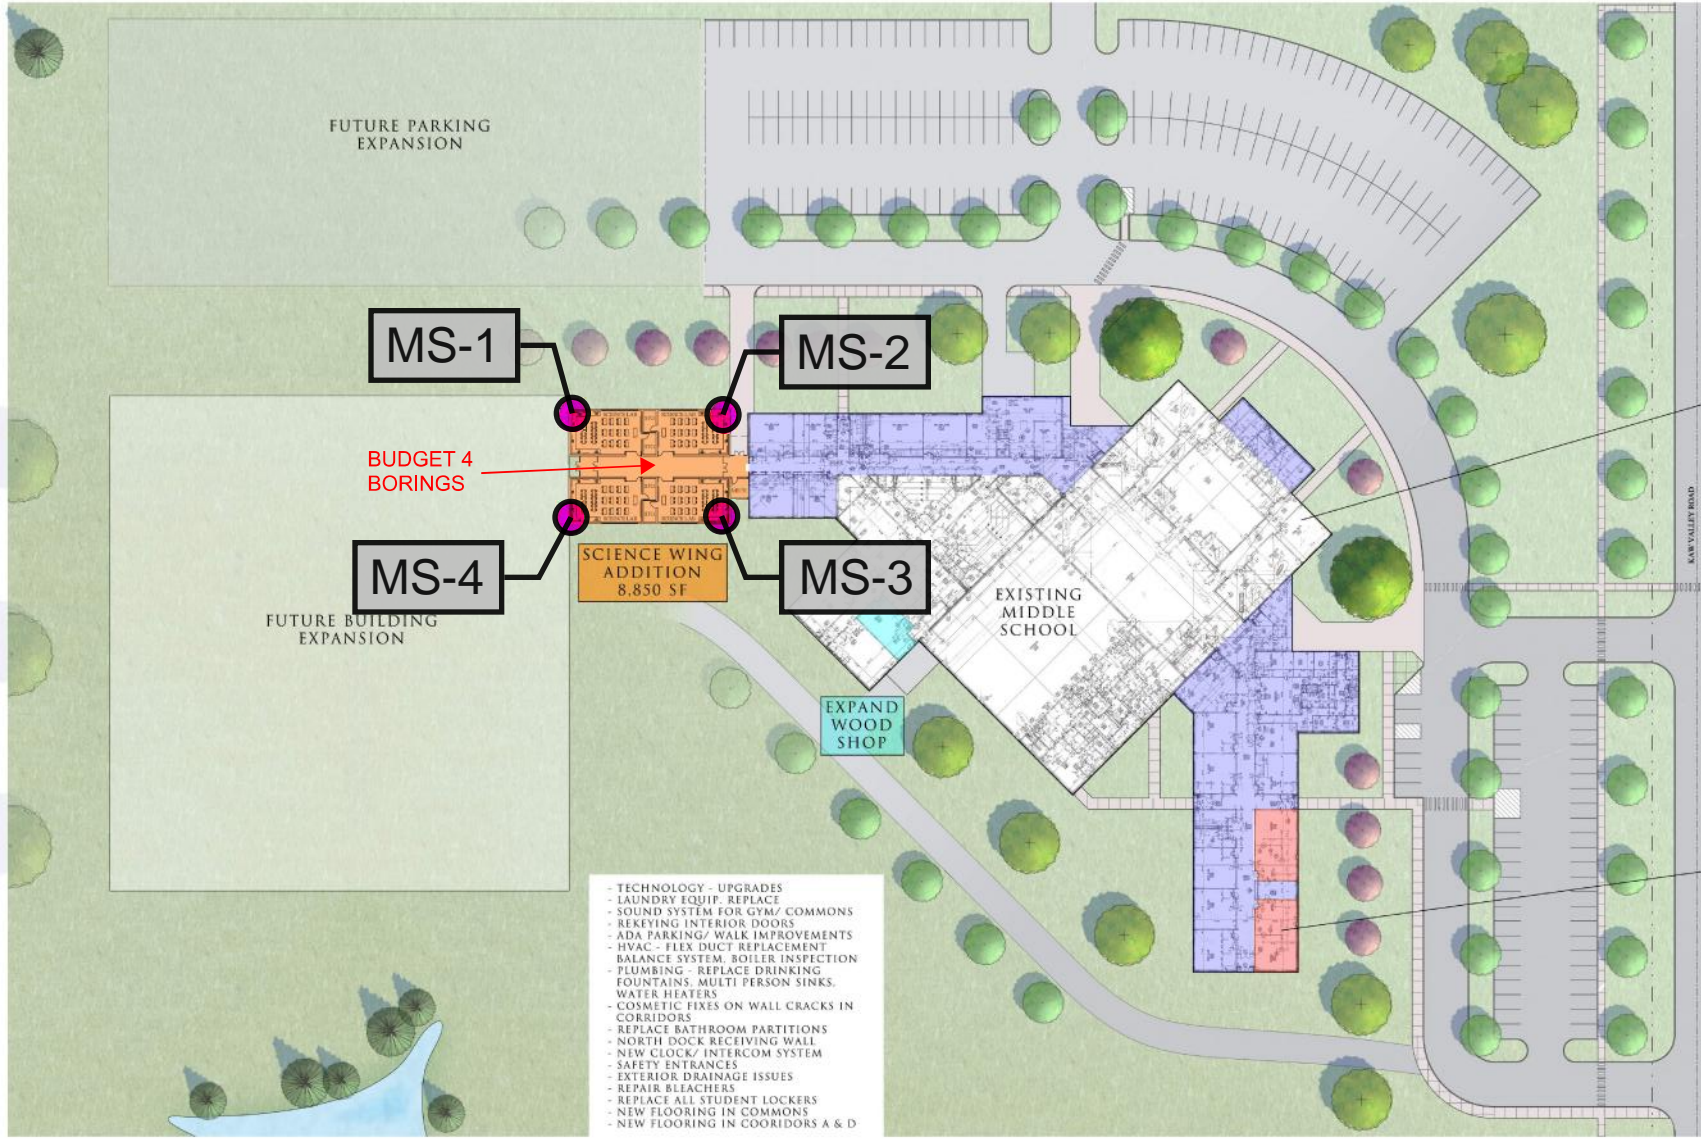 FUTURE PARKING
EXPANSION
MS-1
MS-2
BUDGET 4
BORINGS
MS-4
MS-3
SCIENCE WING
ADDITION
8,850 SF
FUTURE BUILDING
EXPANSION
EXISTING
MIDDLE
SCHOOL
EXPAND
WOOD
SHOP
KAW VALLEY ROAD
- TECHNOLOGY - UPGRADES
- LAUNDRY EQUIP. REPLACE
- SOUND SYSTEM FOR GYM/ COMMONS
- REKEYING INTERIOR DOORS
- ADA PARKING/ WALK IMPROVEMENTS
- HVAC - FLEX DUCT REPLACEMENT
BALANCE SYSTEM, BOILER INSPECTION
- PLUMBING - REPLACE DRINKING
FOUNTAINS, MULTI PERSON SINKS,
WATER HEATERS
- COSMETIC FIXES ON WALL CRACKS IN
CORRIDORS
- REPLACE BATHROOM PARTITIONS
- NORTH DOCK RECEIVING WALL
- NEW CLOCK/ INTERCOM SYSTEM
- SAFETY ENTRANCES
- EXTERIOR DRAINAGE ISSUES
- REPAIR BLEACHERS
- REPLACE ALL STUDENT LOCKERS
- NEW FLOORING IN COMMONS
- NEW FLOORING IN COORIDORS A & D